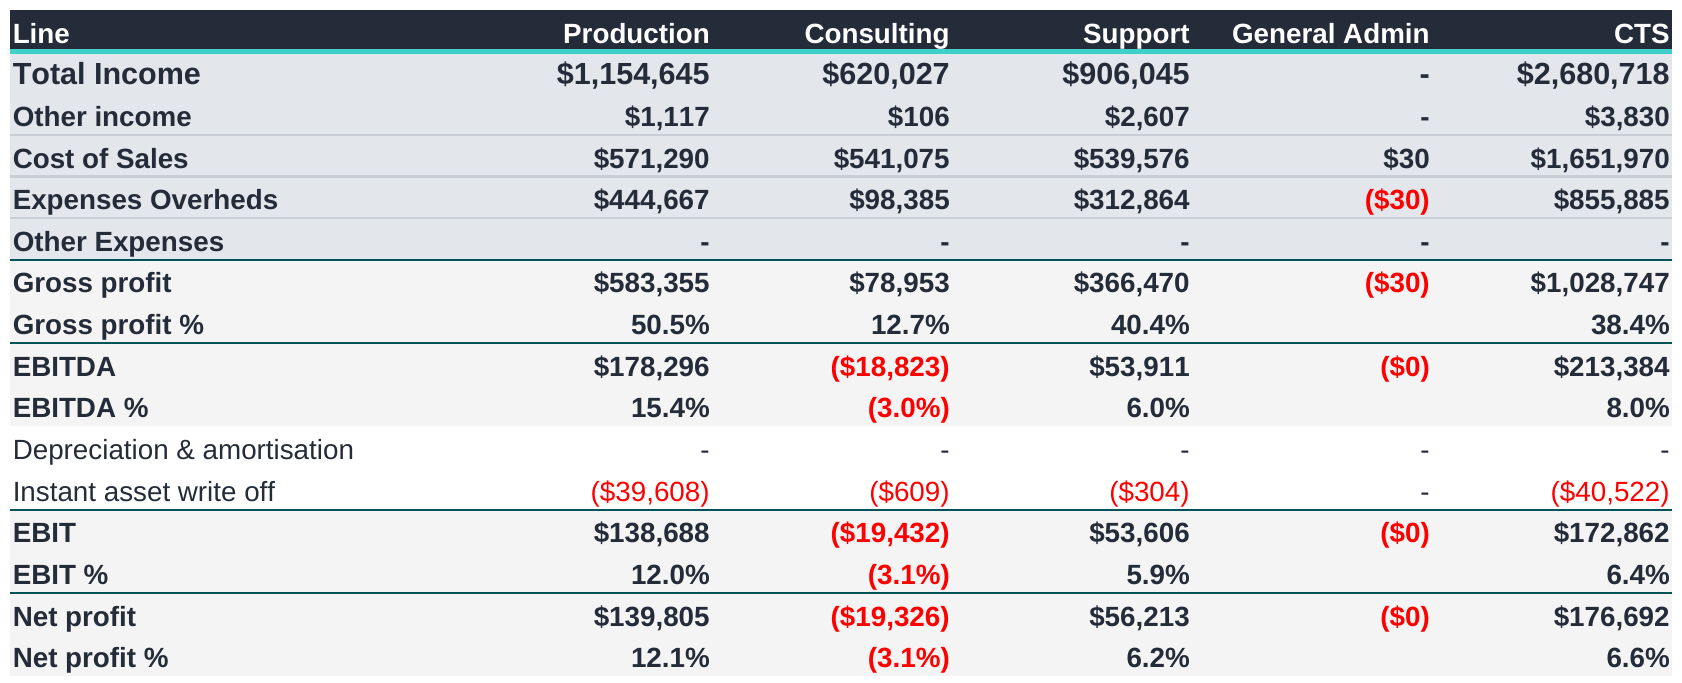 Line Production Consulting Support General Admin CTS
Total Income $1,154,645 $620,027 $906,045 - $2,680,718
Other income $1,117 $106 $2,607 - $3,830
Cost of Sales $571,290 $541,075 $539,576 $30 $1,651,970
Expenses Overheds $444,667 $98,385 $312,864 ($30) $855,885
Other Expenses - - - - -
Gross profit $583,355 $78,953 $366,470 ($30) $1,028,747
Gross profit % 50.5% 12.7% 40.4% 38.4%
EBITDA $178,296 ($18,823) $53,911 ($0) $213,384
EBITDA % 15.4% (3.0%) 6.0% 8.0%
Depreciation & amortisation - - - - -
Instant asset write off ($39,608) ($609) ($304) - ($40,522)
EBIT $138,688 ($19,432) $53,606 ($0) $172,862
EBIT % 12.0% (3.1%) 5.9% 6.4%
Net profit $139,805 ($19,326) $56,213 ($0) $176,692
Net profit % 12.1% (3.1%) 6.2% 6.6%